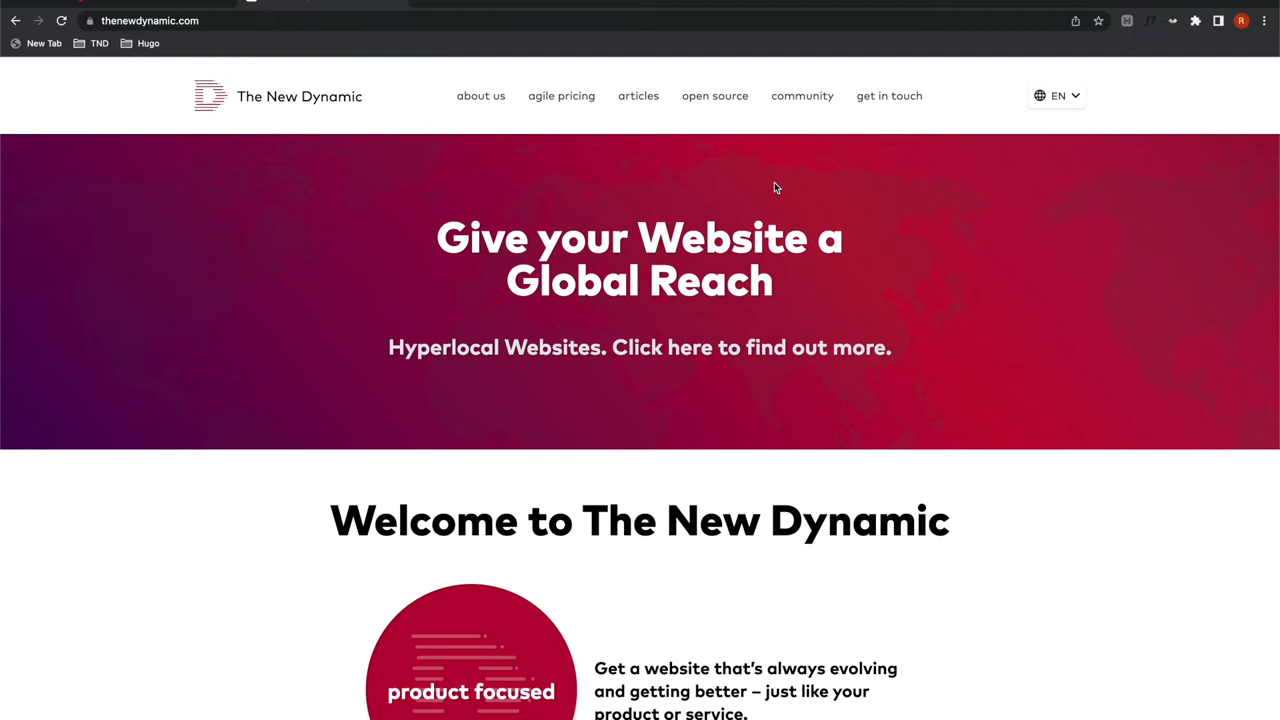 thenewdynamic.com
R
New Tab
TND
Hugo
The New Dynamic
about us
agile pricing
articles
open source
community
get in touch
EN
Give your Website a
Global Reach
Hyperlocal Websites. Click here to find out more.
Welcome to The New Dynamic
product focused
Get a website that’s always evolving
and getting better – just like your
product or service.